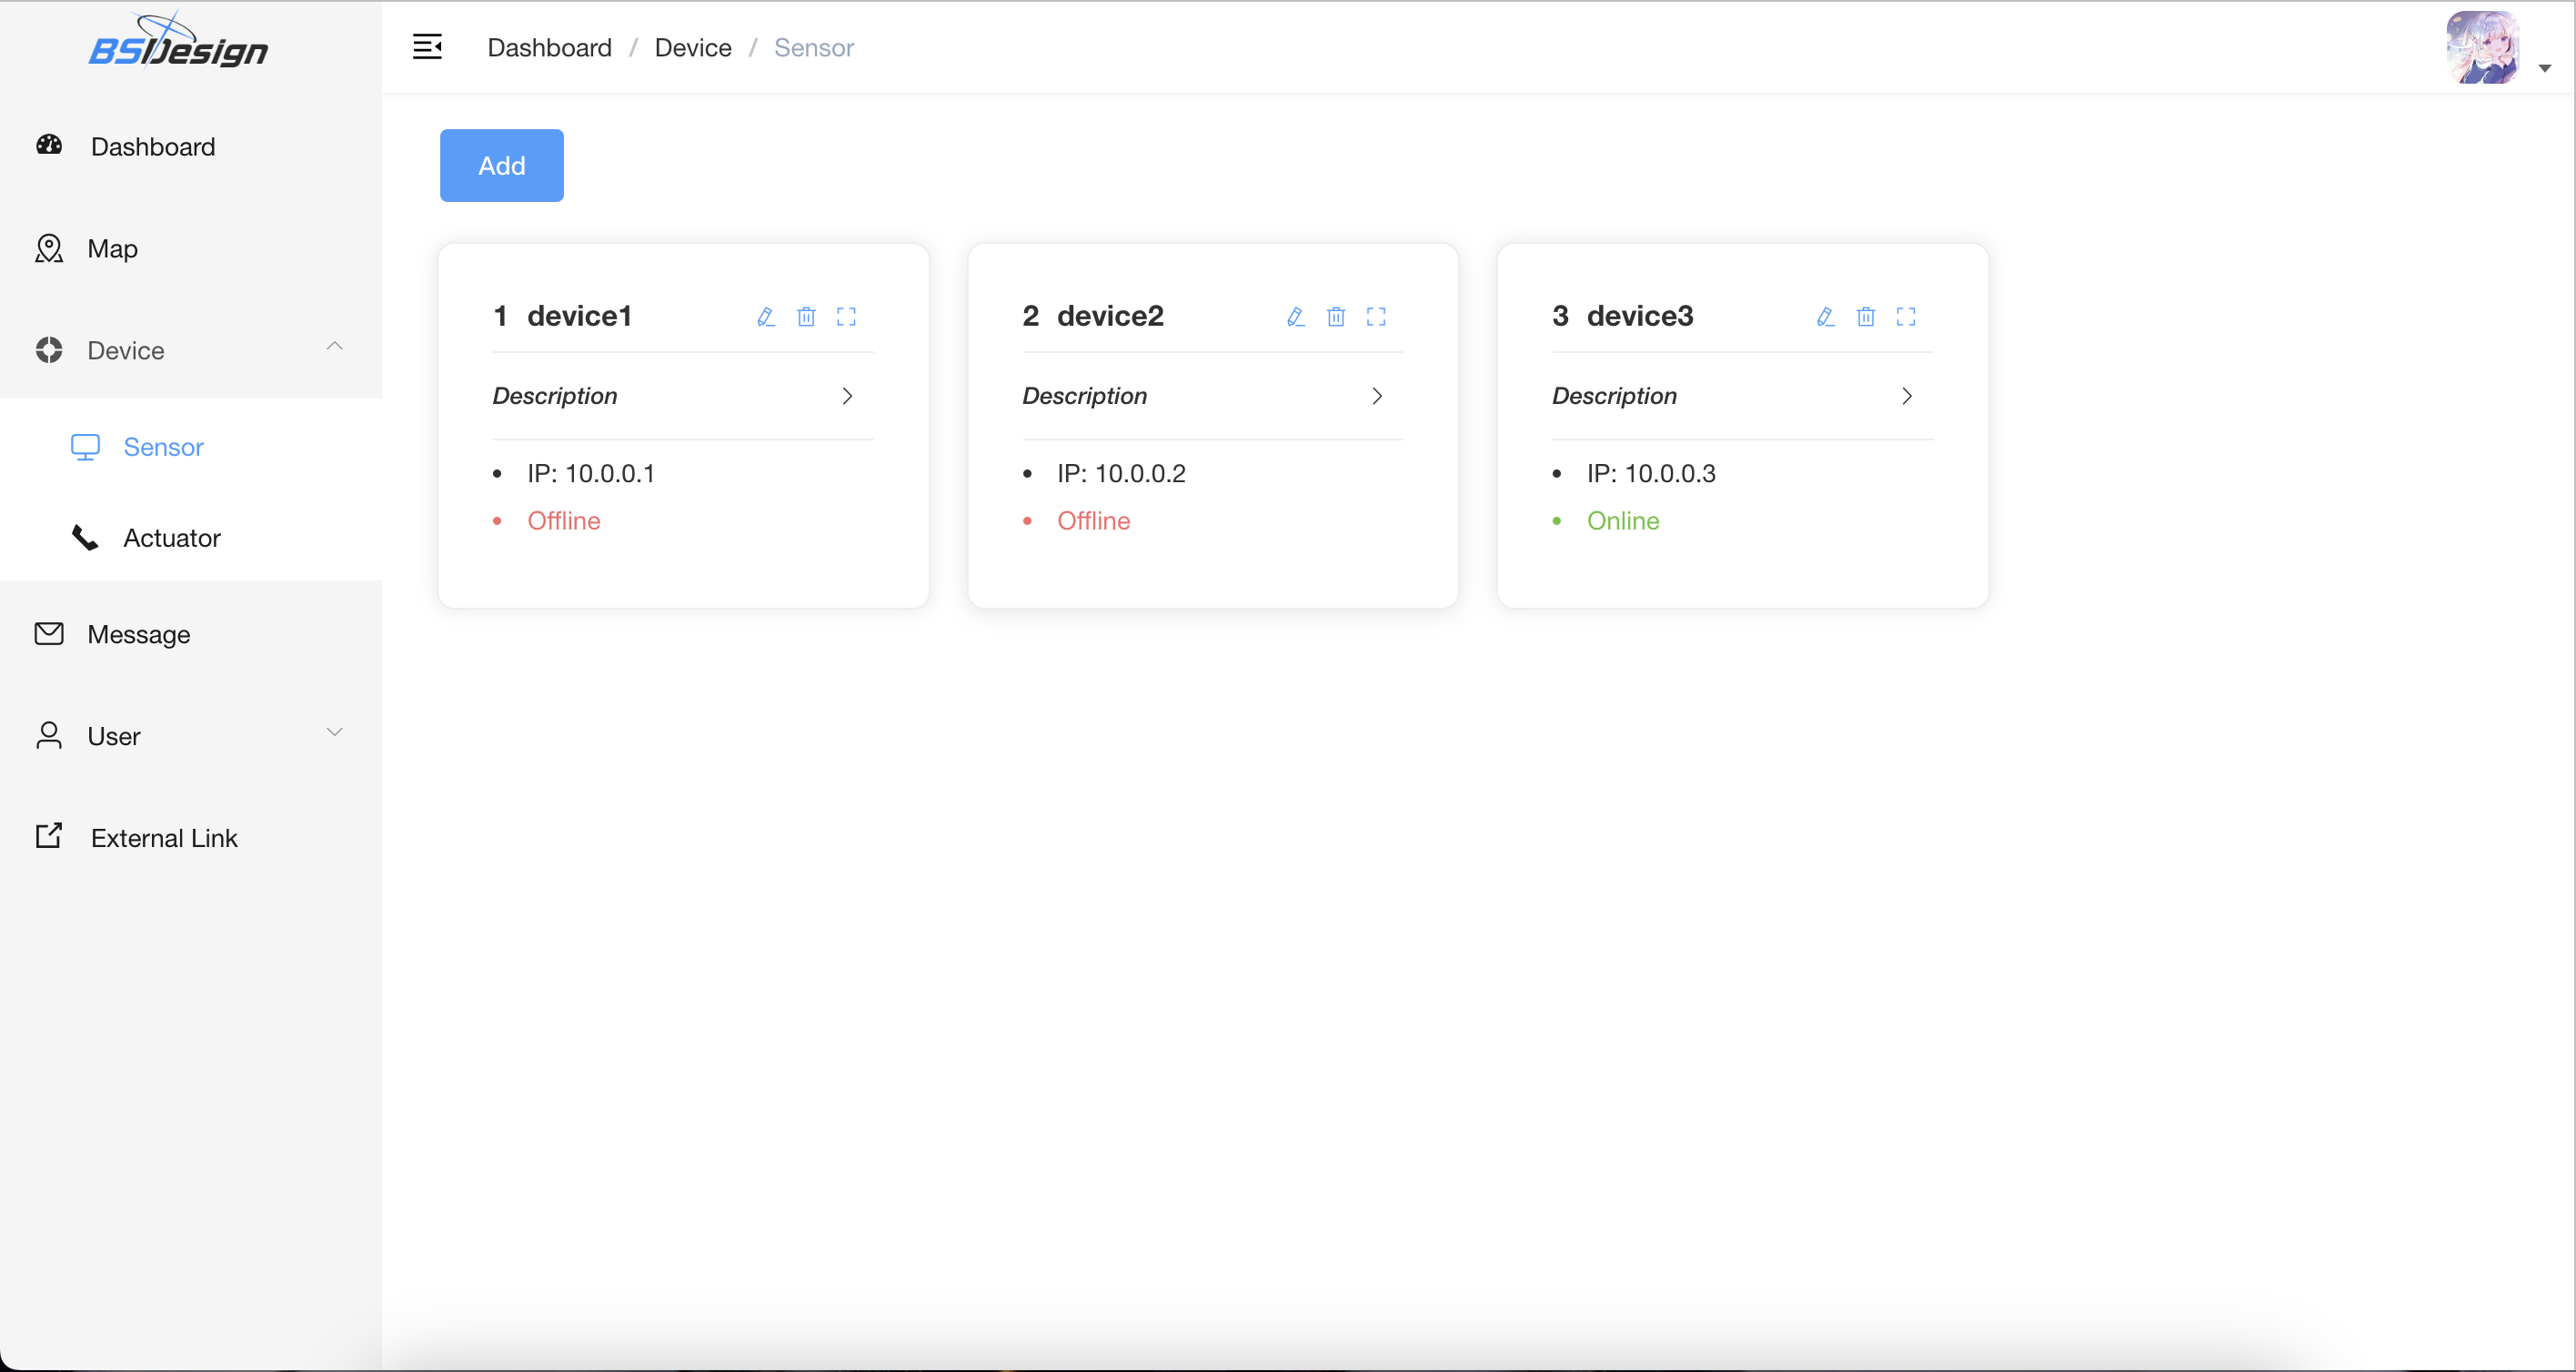 BSDesign
Dashboard / Device / Sensor
Dashboard
Map
Device
Sensor
Actuator
Message
User
External Link
Add
1 device1
Description
IP: 10.0.0.1
Offline
2 device2
Description
IP: 10.0.0.2
Offline
3 device3
Description
IP: 10.0.0.3
Online